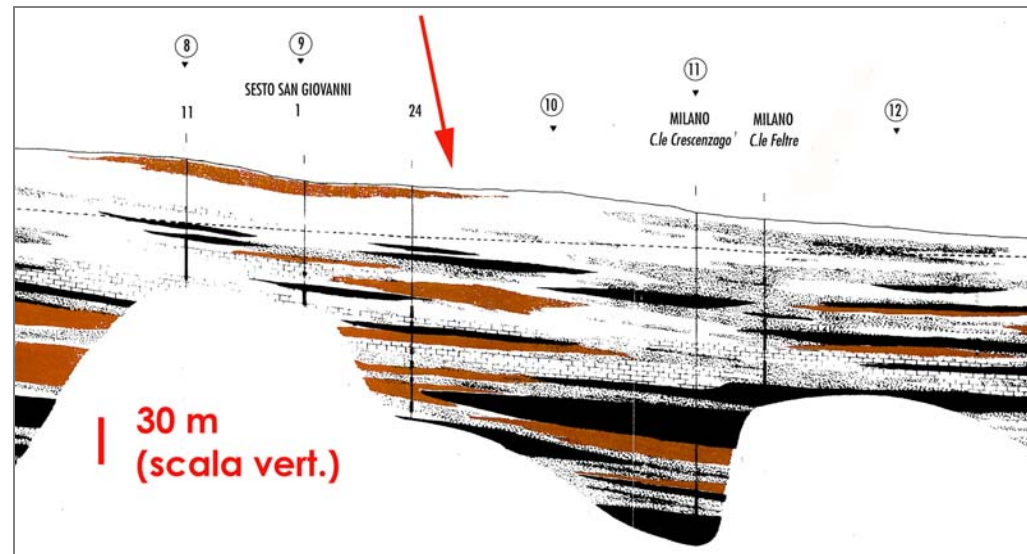 8
9
SESTO SAN GIOVANNI
11
1
24
10
11
MILANO
C.le Crescenzago
MILANO
C.le Feltre
12
30 m
(scala vert.)